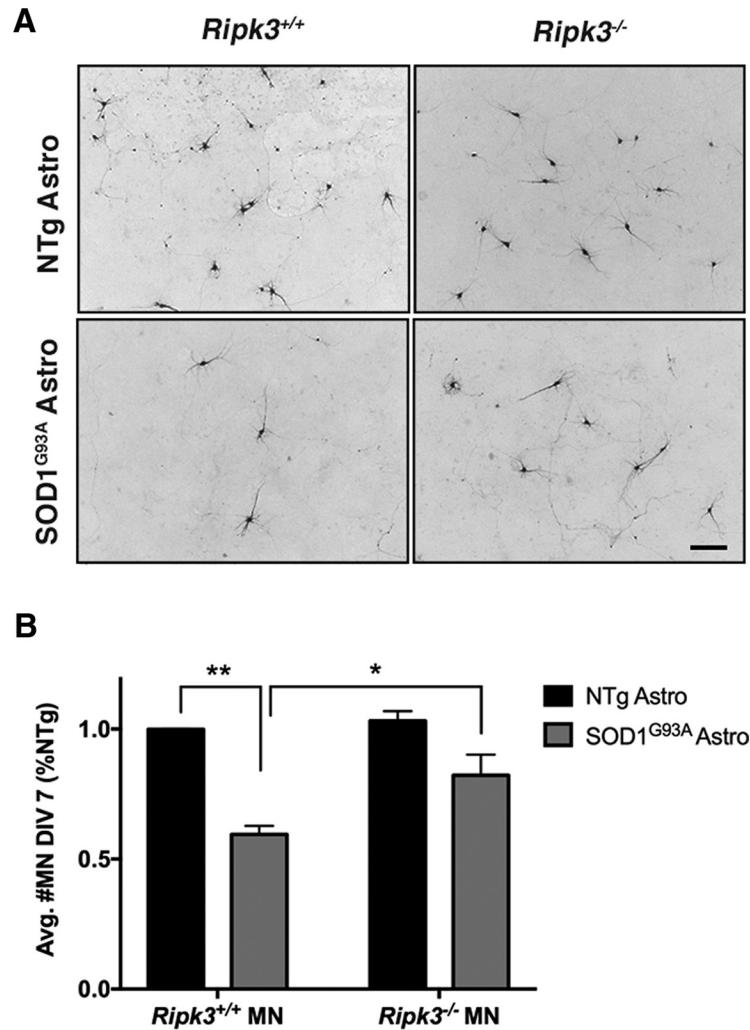 A
Ripk3+/+ Ripk3-/-
NTg Astro
SOD1G93A Astro
B
** *
NTg Astro
SOD1G93A Astro
Avg. #MN DIV 7 (%NTg)
1.0
0.5
0.0
Ripk3+/+ MN Ripk3-/- MN